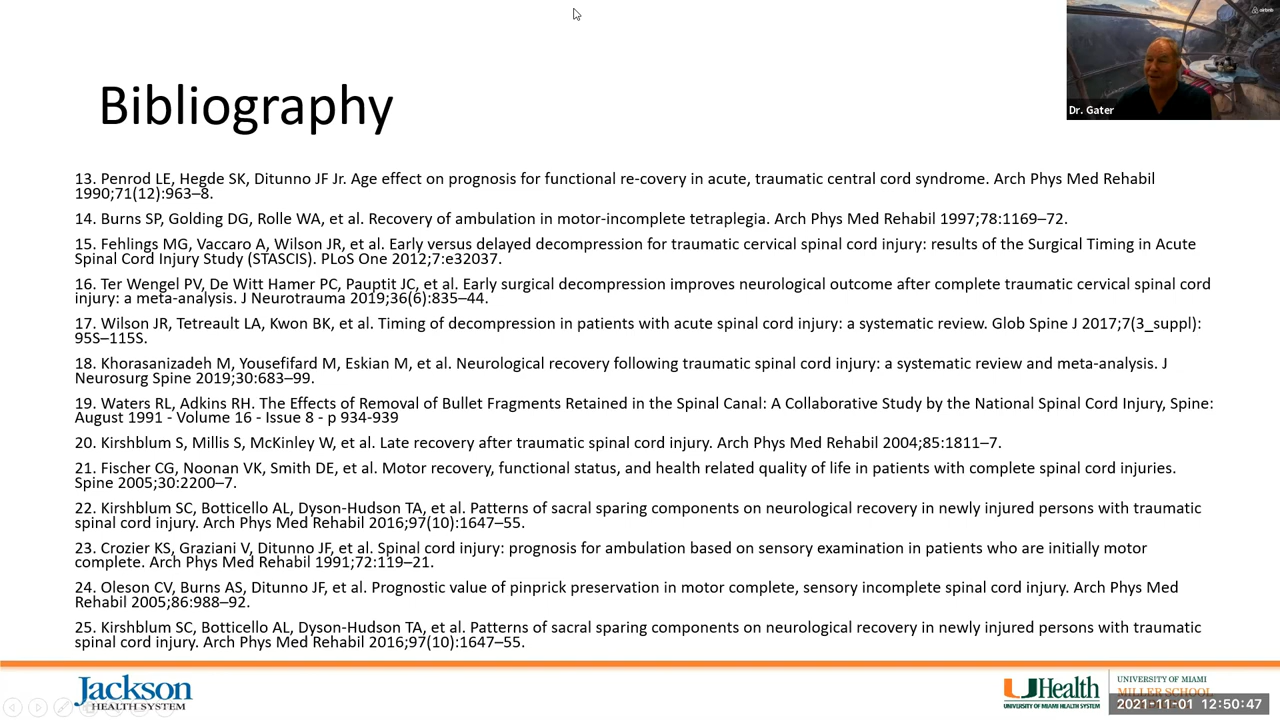 airbnb
Dr. Gater
Bibliography
13. Penrod LE, Hegde SK, Ditunno JF Jr. Age effect on prognosis for functional re-covery in acute, traumatic central cord syndrome. Arch Phys Med Rehabil
1990;71(12):963–8.
14. Burns SP, Golding DG, Rolle WA, et al. Recovery of ambulation in motor-incomplete tetraplegia. Arch Phys Med Rehabil 1997;78:1169–72.
15. Fehlings MG, Vaccaro A, Wilson JR, et al. Early versus delayed decompression for traumatic cervical spinal cord injury: results of the Surgical Timing in Acute
Spinal Cord Injury Study (STASCIS). PLoS One 2012;7:e32037.
16. Ter Wengel PV, De Witt Hamer PC, Pauptit JC, et al. Early surgical decompression improves neurological outcome after complete traumatic cervical spinal cord
injury: a meta-analysis. J Neurotrauma 2019;36(6):835–44.
17. Wilson JR, Tetreault LA, Kwon BK, et al. Timing of decompression in patients with acute spinal cord injury: a systematic review. Glob Spine J 2017;7(3_suppl):
95S–115S.
18. Khorasanizadeh M, Yousefifard M, Eskian M, et al. Neurological recovery following traumatic spinal cord injury: a systematic review and meta-analysis. J
Neurosurg Spine 2019;30:683–99.
19. Waters RL, Adkins RH. The Effects of Removal of Bullet Fragments Retained in the Spinal Canal: A Collaborative Study by the National Spinal Cord Injury, Spine:
August 1991 - Volume 16 - Issue 8 - p 934-939
20. Kirshblum S, Millis S, McKinley W, et al. Late recovery after traumatic spinal cord injury. Arch Phys Med Rehabil 2004;85:1811–7.
21. Fischer CG, Noonan VK, Smith DE, et al. Motor recovery, functional status, and health related quality of life in patients with complete spinal cord injuries.
Spine 2005;30:2200–7.
22. Kirshblum SC, Botticello AL, Dyson-Hudson TA, et al. Patterns of sacral sparing components on neurological recovery in newly injured persons with traumatic
spinal cord injury. Arch Phys Med Rehabil 2016;97(10):1647–55.
23. Crozier KS, Graziani V, Ditunno JF, et al. Spinal cord injury: prognosis for ambulation based on sensory examination in patients who are initially motor
complete. Arch Phys Med Rehabil 1991;72:119–21.
24. Oleson CV, Burns AS, Ditunno JF, et al. Prognostic value of pinprick preservation in motor complete, sensory incomplete spinal cord injury. Arch Phys Med
Rehabil 2005;86:988–92.
25. Kirshblum SC, Botticello AL, Dyson-Hudson TA, et al. Patterns of sacral sparing components on neurological recovery in newly injured persons with traumatic
spinal cord injury. Arch Phys Med Rehabil 2016;97(10):1647–55.
Jackson
HEALTH SYSTEM
UHealth
UNIVERSITY OF MIAMI HEALTH SYSTEM
UNIVERSITY OF MIAMI
MILLER SCHOOL
2021-11-01 12:50:47